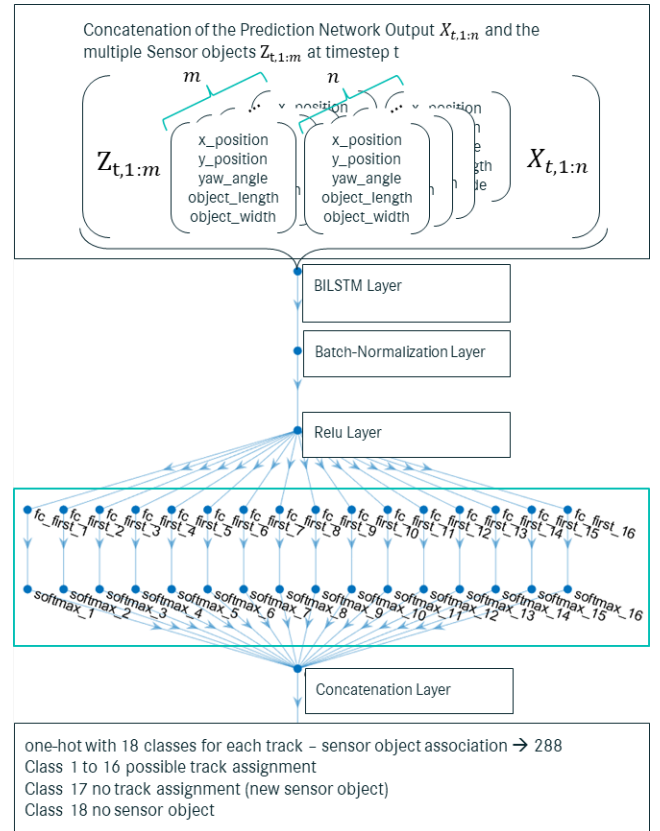 Concatenation of the Prediction Network Output X_{t,1:n} and the
multiple Sensor objects Z_{t,1:m} at timestep t
m
n
x_position
x_position
Z_{t,1:m}
x_position
y_position
yaw_angle
object_length
object_width
x_position
y_position
yaw_angle
object_length
object_width
X_{t,1:n}
BILSTM Layer
Batch-Normalization Layer
Relu Layer
fc_first_1
fc_first_2
fc_first_3
fc_first_4
fc_first_5
fc_first_6
fc_first_7
fc_first_8
fc_first_9
fc_first_10
fc_first_11
fc_first_12
fc_first_13
fc_first_14
fc_first_15
fc_first_16
softmax_1
softmax_2
softmax_3
softmax_4
softmax_5
softmax_6
softmax_7
softmax_8
softmax_9
softmax_10
softmax_11
softmax_12
softmax_13
softmax_14
softmax_15
softmax_16
Concatenation Layer
one-hot with 18 classes for each track – sensor object association → 288
Class 1 to 16 possible track assignment
Class 17 no track assignment (new sensor object)
Class 18 no sensor object